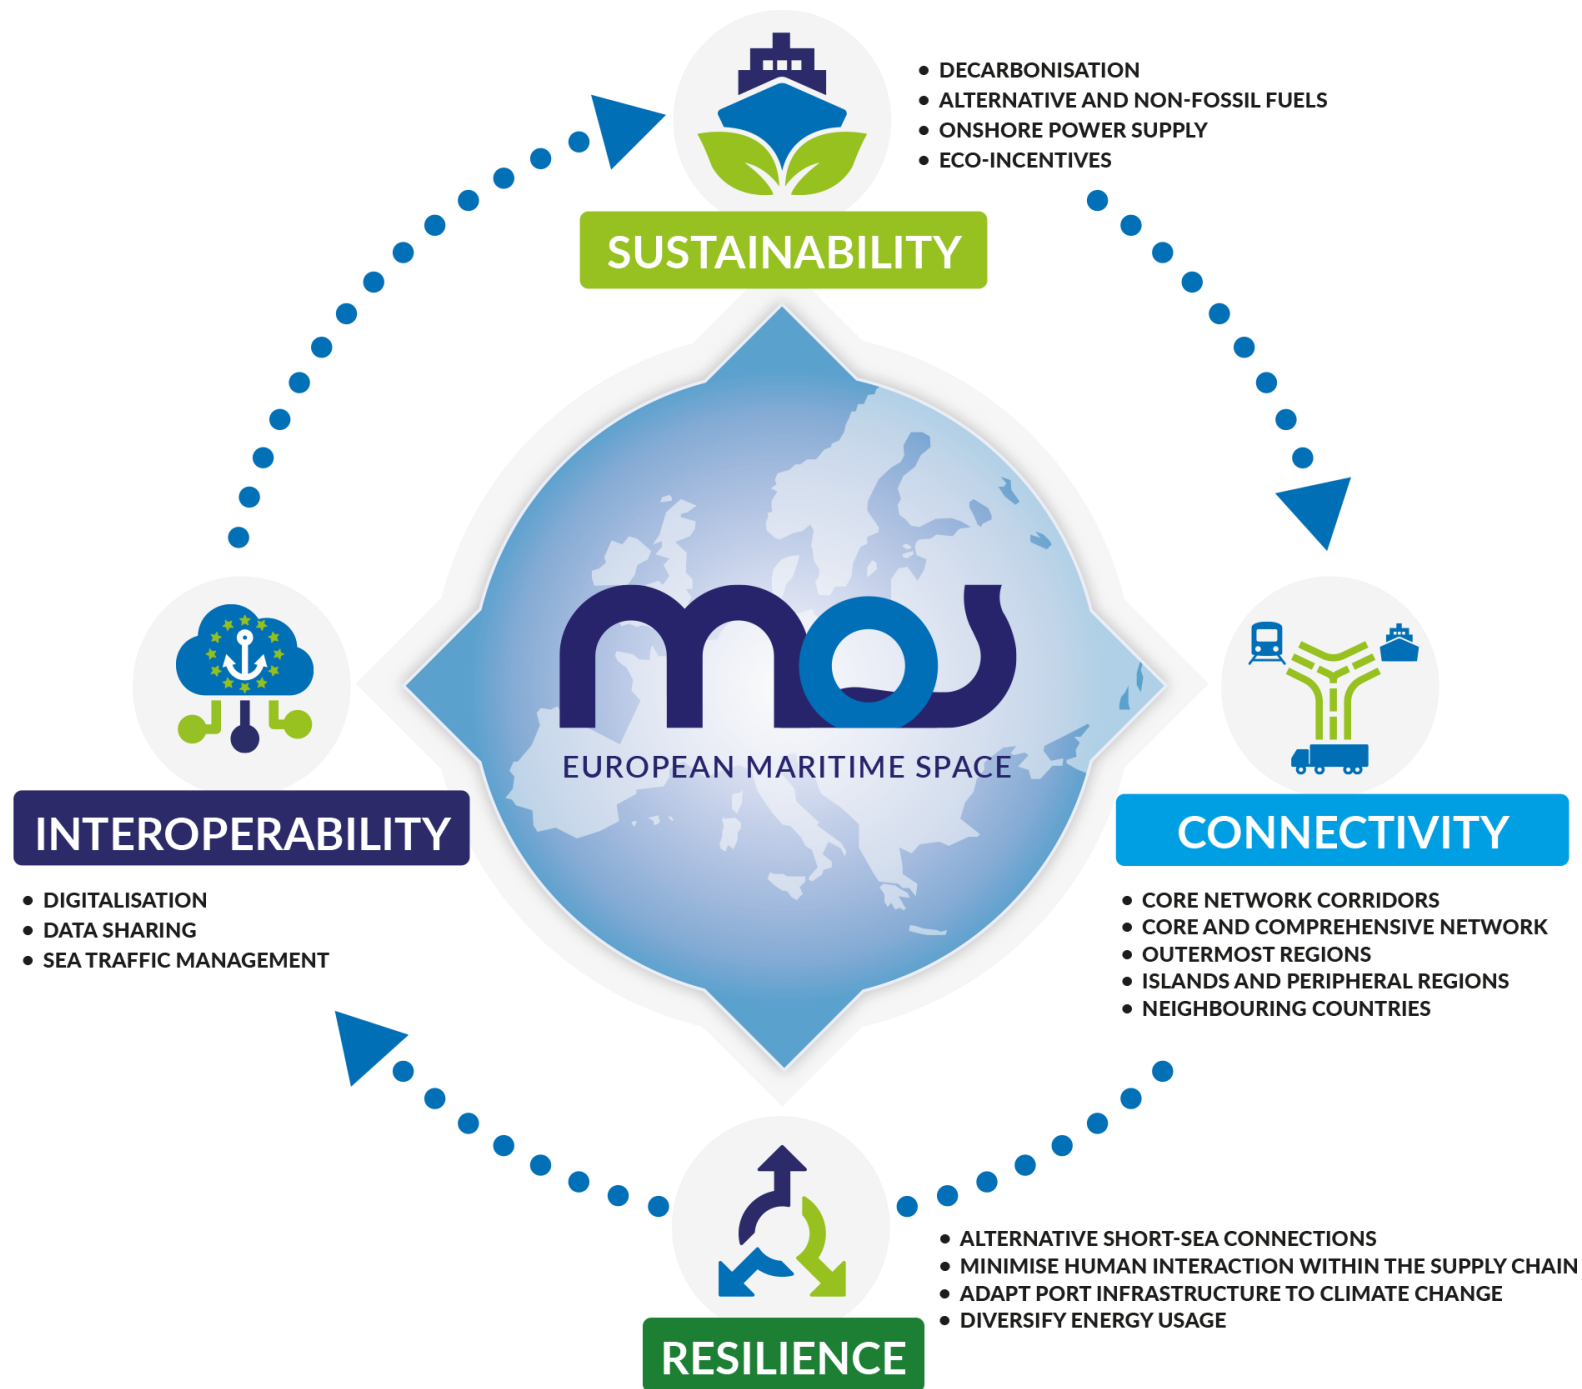 • DECARBONISATION
• ALTERNATIVE AND NON-FOSSIL FUELS
• ONSHORE POWER SUPPLY
• ECO-INCENTIVES
SUSTAINABILITY
mos
EUROPEAN MARITIME SPACE
INTEROPERABILITY
• DIGITALISATION
• DATA SHARING
• SEA TRAFFIC MANAGEMENT
CONNECTIVITY
• CORE NETWORK CORRIDORS
• CORE AND COMPREHENSIVE NETWORK
• OUTERMOST REGIONS
• ISLANDS AND PERIPHERAL REGIONS
• NEIGHBOURING COUNTRIES
• ALTERNATIVE SHORT-SEA CONNECTIONS
• MINIMISE HUMAN INTERACTION WITHIN THE SUPPLY CHAIN
• ADAPT PORT INFRASTRUCTURE TO CLIMATE CHANGE
• DIVERSIFY ENERGY USAGE
RESILIENCE